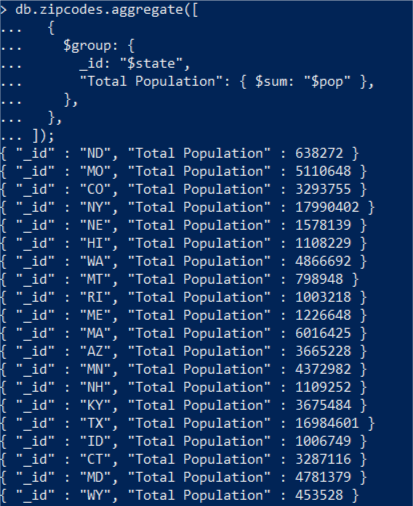 > db.zipcodes.aggregate([
...   {
...     $group: {
...       _id: "$state",
...       "Total Population": { $sum: "$pop" },
...     },
...   },
... ]);
{ "_id" : "ND", "Total Population" : 638272 }
{ "_id" : "MO", "Total Population" : 5110648 }
{ "_id" : "CO", "Total Population" : 3293755 }
{ "_id" : "NY", "Total Population" : 17990402 }
{ "_id" : "NE", "Total Population" : 1578139 }
{ "_id" : "HI", "Total Population" : 1108229 }
{ "_id" : "WA", "Total Population" : 4866692 }
{ "_id" : "MT", "Total Population" : 798948 }
{ "_id" : "RI", "Total Population" : 1003218 }
{ "_id" : "ME", "Total Population" : 1226648 }
{ "_id" : "MA", "Total Population" : 6016425 }
{ "_id" : "AZ", "Total Population" : 3665228 }
{ "_id" : "MN", "Total Population" : 4372982 }
{ "_id" : "NH", "Total Population" : 1109252 }
{ "_id" : "KY", "Total Population" : 3675484 }
{ "_id" : "TX", "Total Population" : 16984601 }
{ "_id" : "ID", "Total Population" : 1006749 }
{ "_id" : "CT", "Total Population" : 3287116 }
{ "_id" : "MD", "Total Population" : 4781379 }
{ "_id" : "WY", "Total Population" : 453528 }